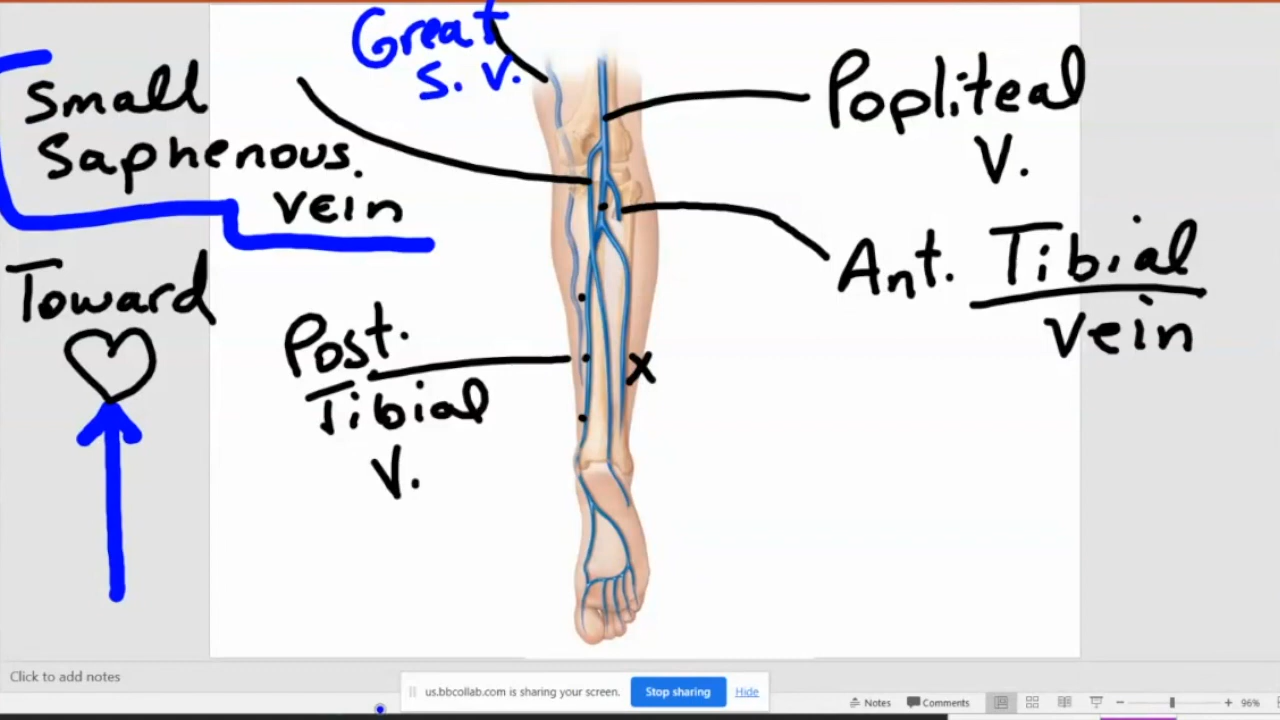 Great
S. V.
Small
Saphenous
vein
Popliteal
V.
Ant. Tibial
vein
Toward
Post.
Tibial
V.
X
Click to add notes
us.bbcollab.com is sharing your screen.
Stop sharing
Hide
Notes
Comments
96%